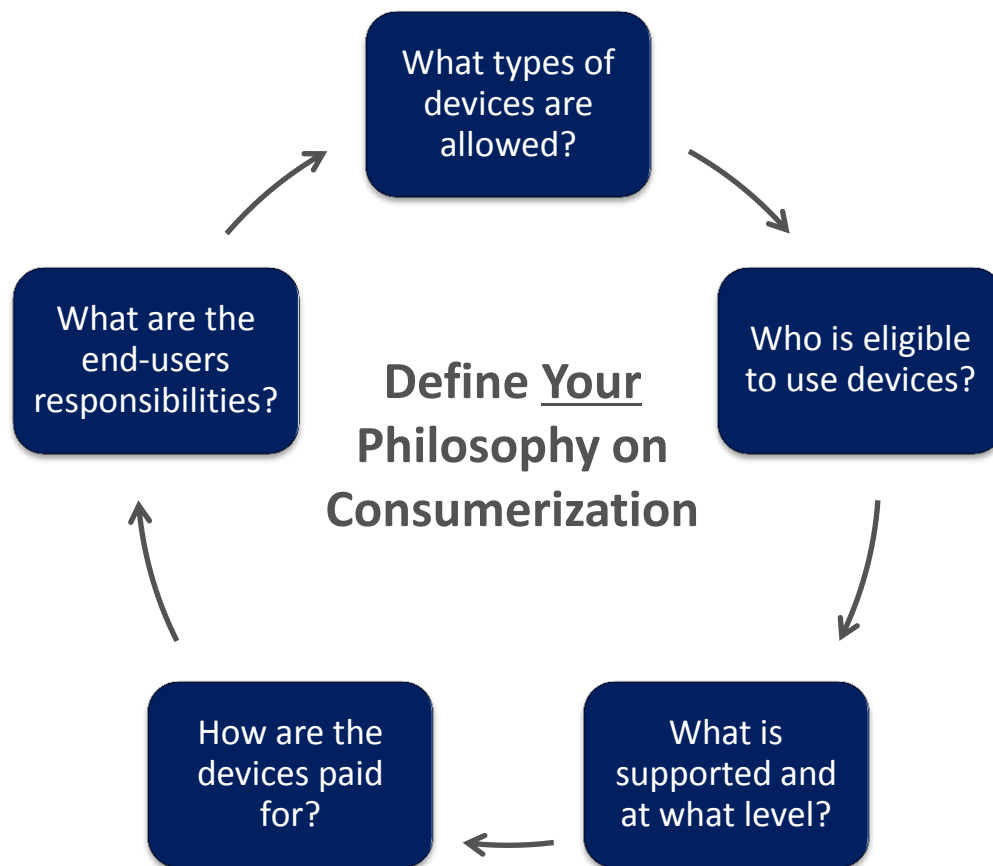 What types of
devices are
allowed?
Who is eligible
to use devices?
What is
supported and
at what level?
How are the
devices paid
for?
What are the
end-users
responsibilities?
Define Your
Philosophy on
Consumerization